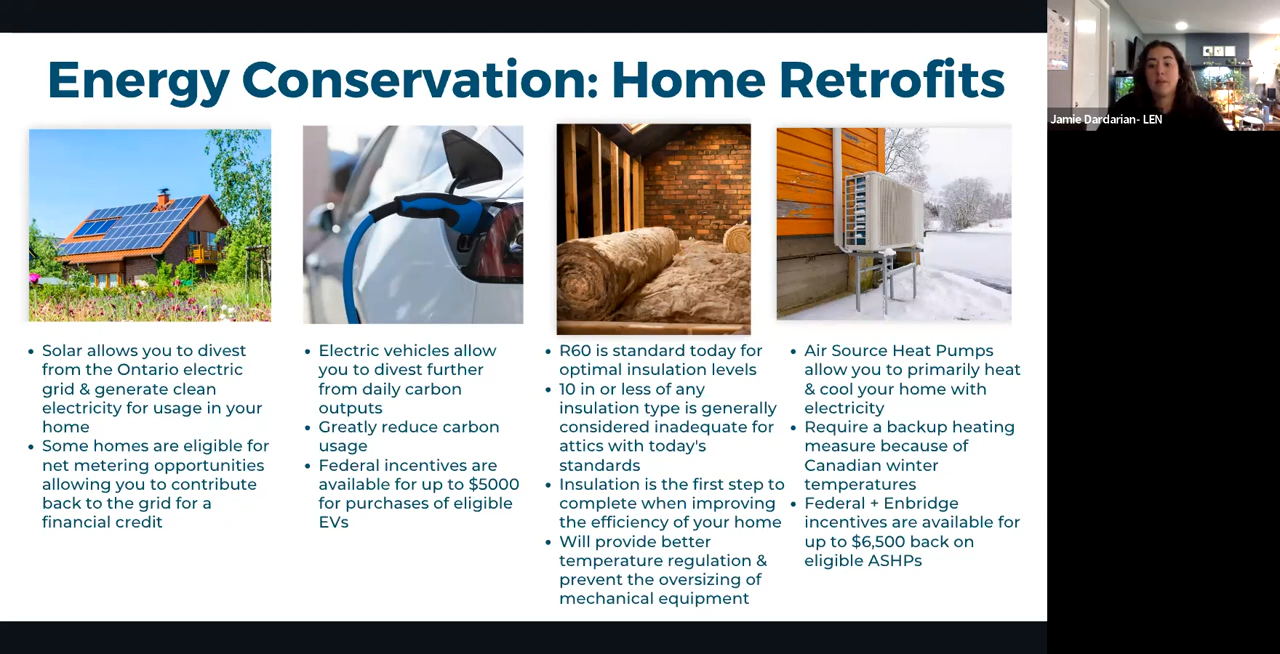 Energy Conservation: Home Retrofits
Jamie Dardarian- LEN
• Solar allows you to divest
from the Ontario electric
grid & generate clean
electricity for usage in your
home
• Some homes are eligible for
net metering opportunities
allowing you to contribute
back to the grid for a
financial credit
• Electric vehicles allow
you to divest further
from daily carbon
outputs
• Greatly reduce carbon
usage
• Federal incentives are
available for up to $5000
for purchases of eligible
EVs
• R60 is standard today for
optimal insulation levels
• 10 in or less of any
insulation type is generally
considered inadequate for
attics with today's
standards
• Insulation is the first step to
complete when improving
the efficiency of your home
• Will provide better
temperature regulation &
prevent the oversizing of
mechanical equipment
• Air Source Heat Pumps
allow you to primarily heat
& cool your home with
electricity
• Require a backup heating
measure because of
Canadian winter
temperatures
• Federal + Enbridge
incentives are available for
up to $6,500 back on
eligible ASHPs